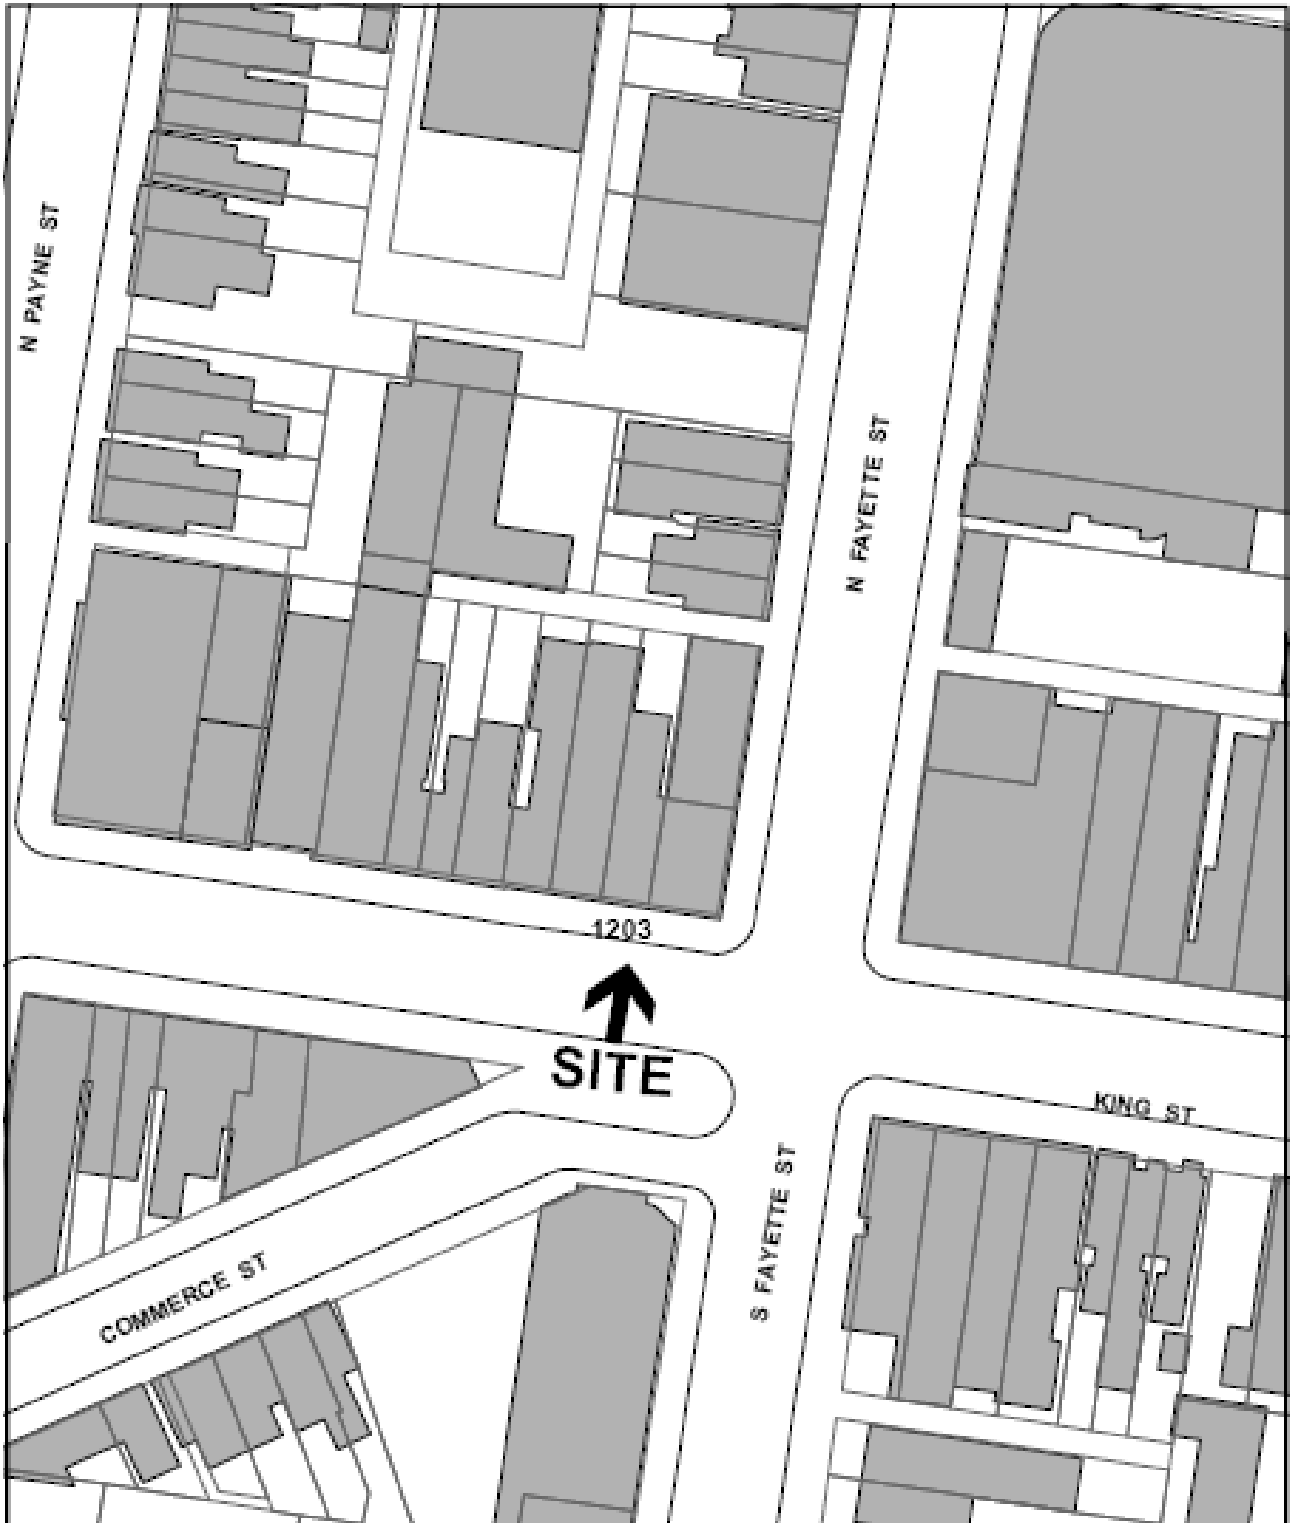 N PAYNE ST
N FAYETTE ST
1203
SITE
KING ST
S FAYETTE ST
COMMERCE ST